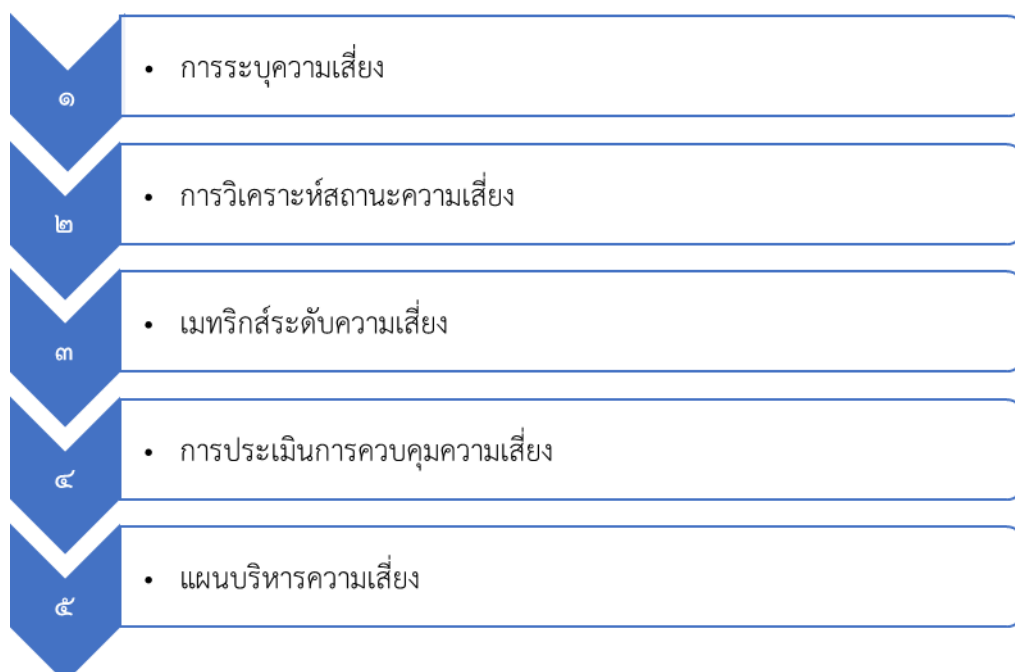 ๑
• การระบุความเสี่ยง
๒
• การวิเคราะห์สถานะความเสี่ยง
๓
• เมทริกส์ระดับความเสี่ยง
๔
• การประเมินการควบคุมความเสี่ยง
๕
• แผนบริหารความเสี่ยง